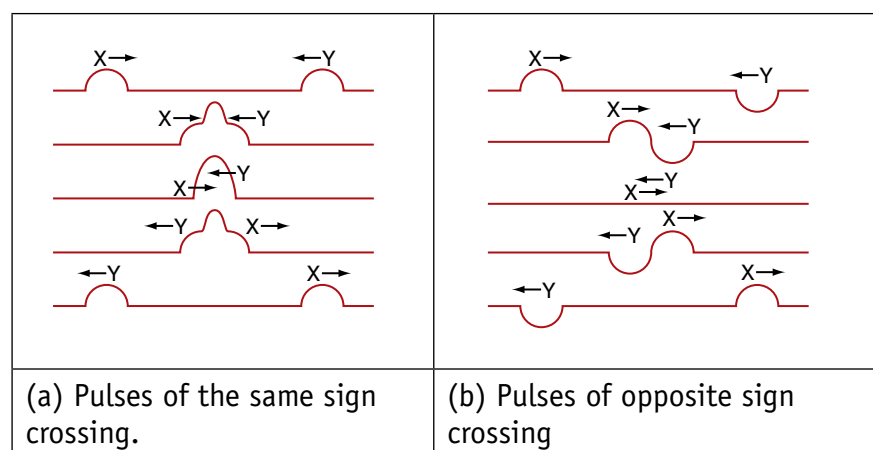 X Y
X Y
Y
X
Y X
Y X
X
Y
X
Y
Y
X
X
Y
X
Y
(a) Pulses of the same sign
crossing.
(b) Pulses of opposite sign
crossing